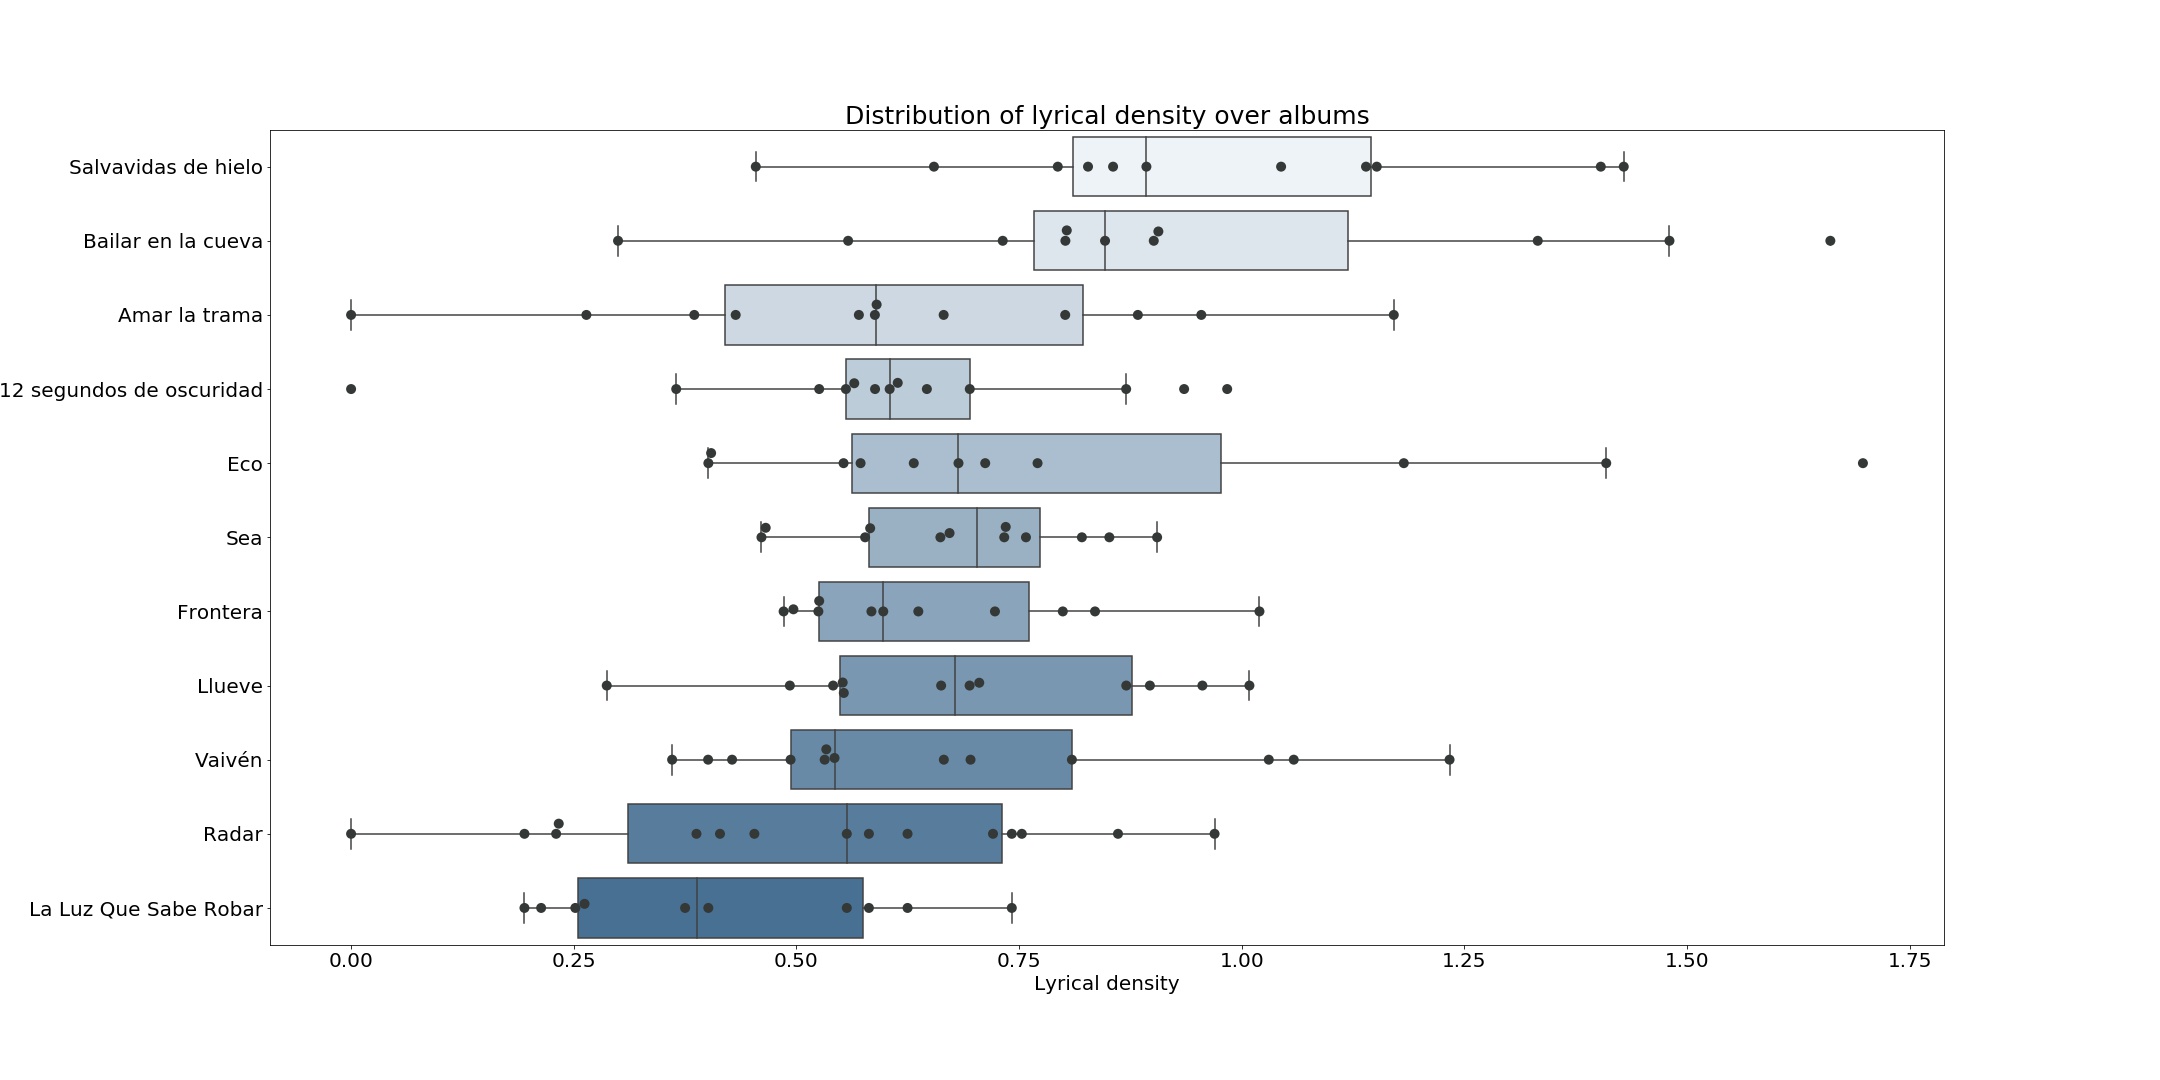 Distribution of lyrical density over albums
Salvavidas de hielo
Bailar en la cueva
Amar la trama
12 segundos de oscuridad
Eco
Sea
Frontera
Llueve
Vaivén
Radar
La Luz Que Sabe Robar
0.00 0.25 0.50 0.75 1.00 1.25 1.50 1.75
Lyrical density